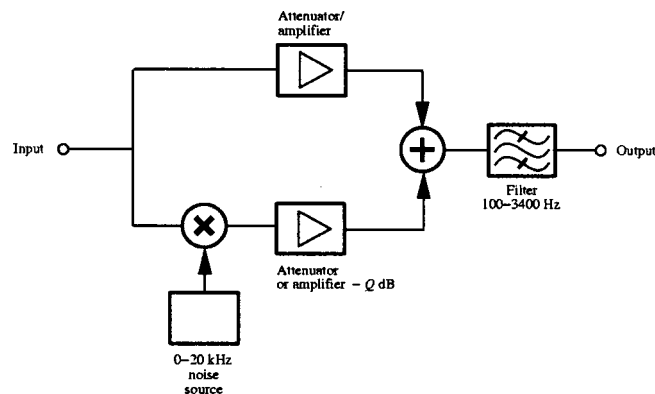 Attenuator/
amplifier
Input
Output
Filter
100–3400 Hz
Attenuator
or amplifier – Q dB
0–20 kHz
noise
source